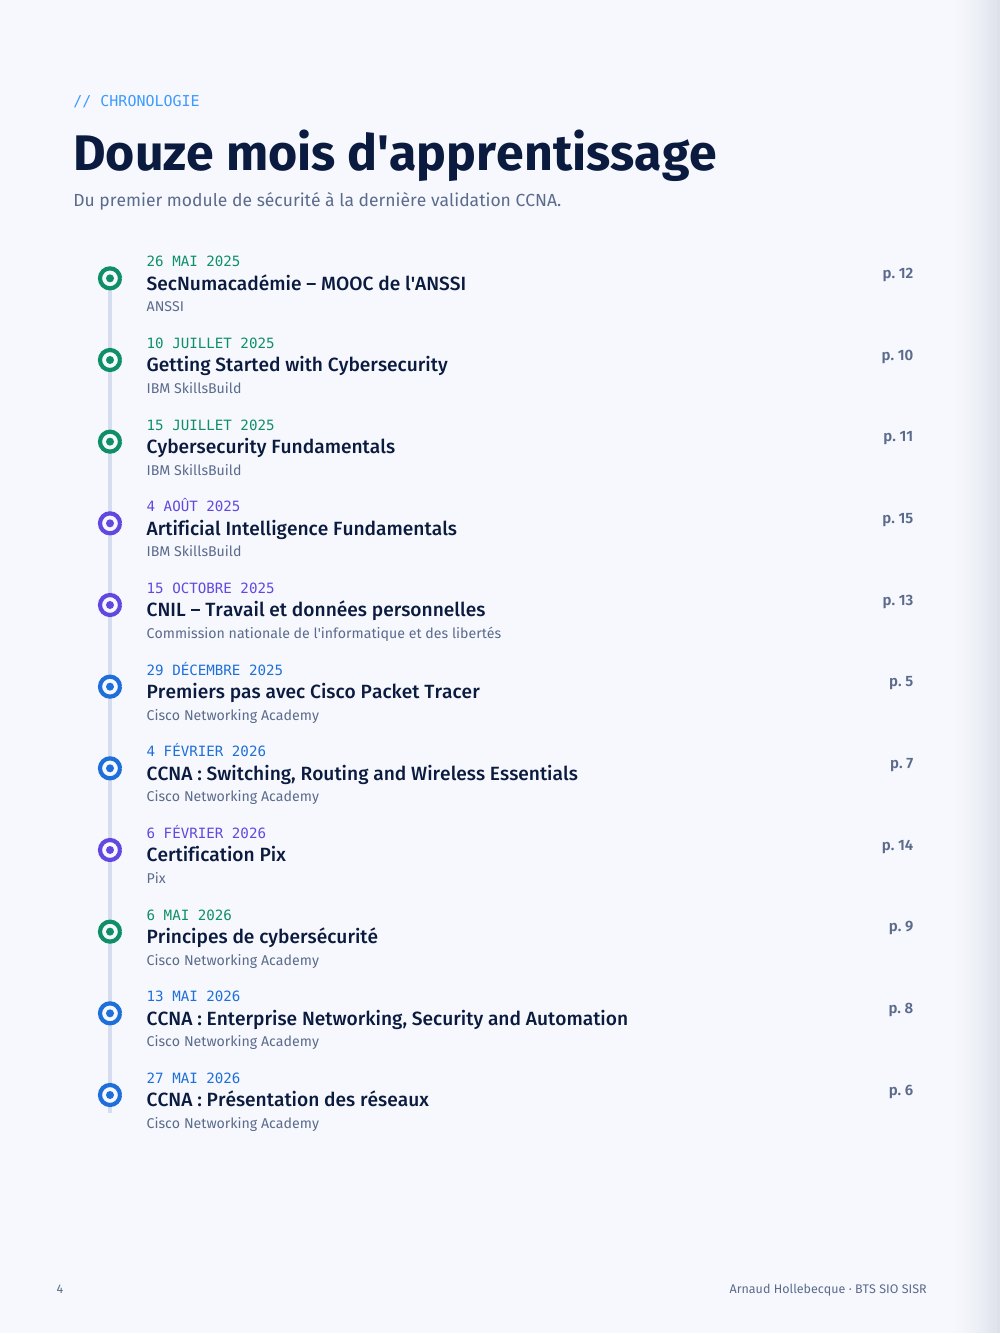 // CHRONOLOGIE
Douze mois d'apprentissage
Du premier module de sécurité à la dernière validation CCNA.
26 MAI 2025
SecNumacadémie – MOOC de l'ANSSI
p. 12
ANSSI
10 JUILLET 2025
Getting Started with Cybersecurity
p. 10
IBM SkillsBuild
15 JUILLET 2025
Cybersecurity Fundamentals
p. 11
IBM SkillsBuild
4 AOÛT 2025
Artificial Intelligence Fundamentals
p. 15
IBM SkillsBuild
15 OCTOBRE 2025
CNIL – Travail et données personnelles
p. 13
Commission nationale de l'informatique et des libertés
29 DÉCEMBRE 2025
Premiers pas avec Cisco Packet Tracer
p. 5
Cisco Networking Academy
4 FÉVRIER 2026
CCNA : Switching, Routing and Wireless Essentials
p. 7
Cisco Networking Academy
6 FÉVRIER 2026
Certification Pix
p. 14
Pix
6 MAI 2026
Principes de cybersécurité
p. 9
Cisco Networking Academy
13 MAI 2026
CCNA : Enterprise Networking, Security and Automation
p. 8
Cisco Networking Academy
27 MAI 2026
CCNA : Présentation des réseaux
p. 6
Cisco Networking Academy
4
Arnaud Hollebecque · BTS SIO SISR